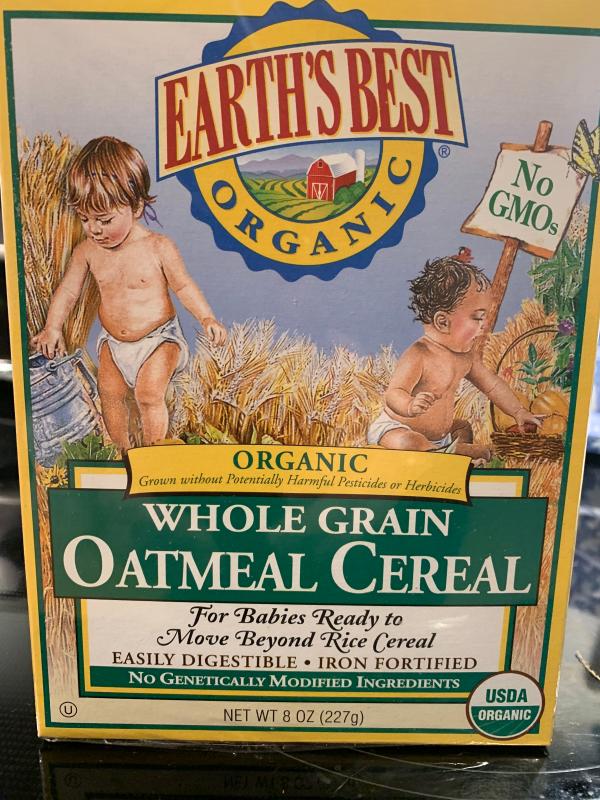 EARTH'S BEST
®
ORGANIC
No
GMOs
ORGANIC
Grown without Potentially Harmful Pesticides or Herbicides
WHOLE GRAIN
OATMEAL CEREAL
For Babies Ready to
Move Beyond Rice Cereal
EASILY DIGESTIBLE • IRON FORTIFIED
NO GENETICALLY MODIFIED INGREDIENTS
U
NET WT 8 OZ (227g)
USDA
ORGANIC